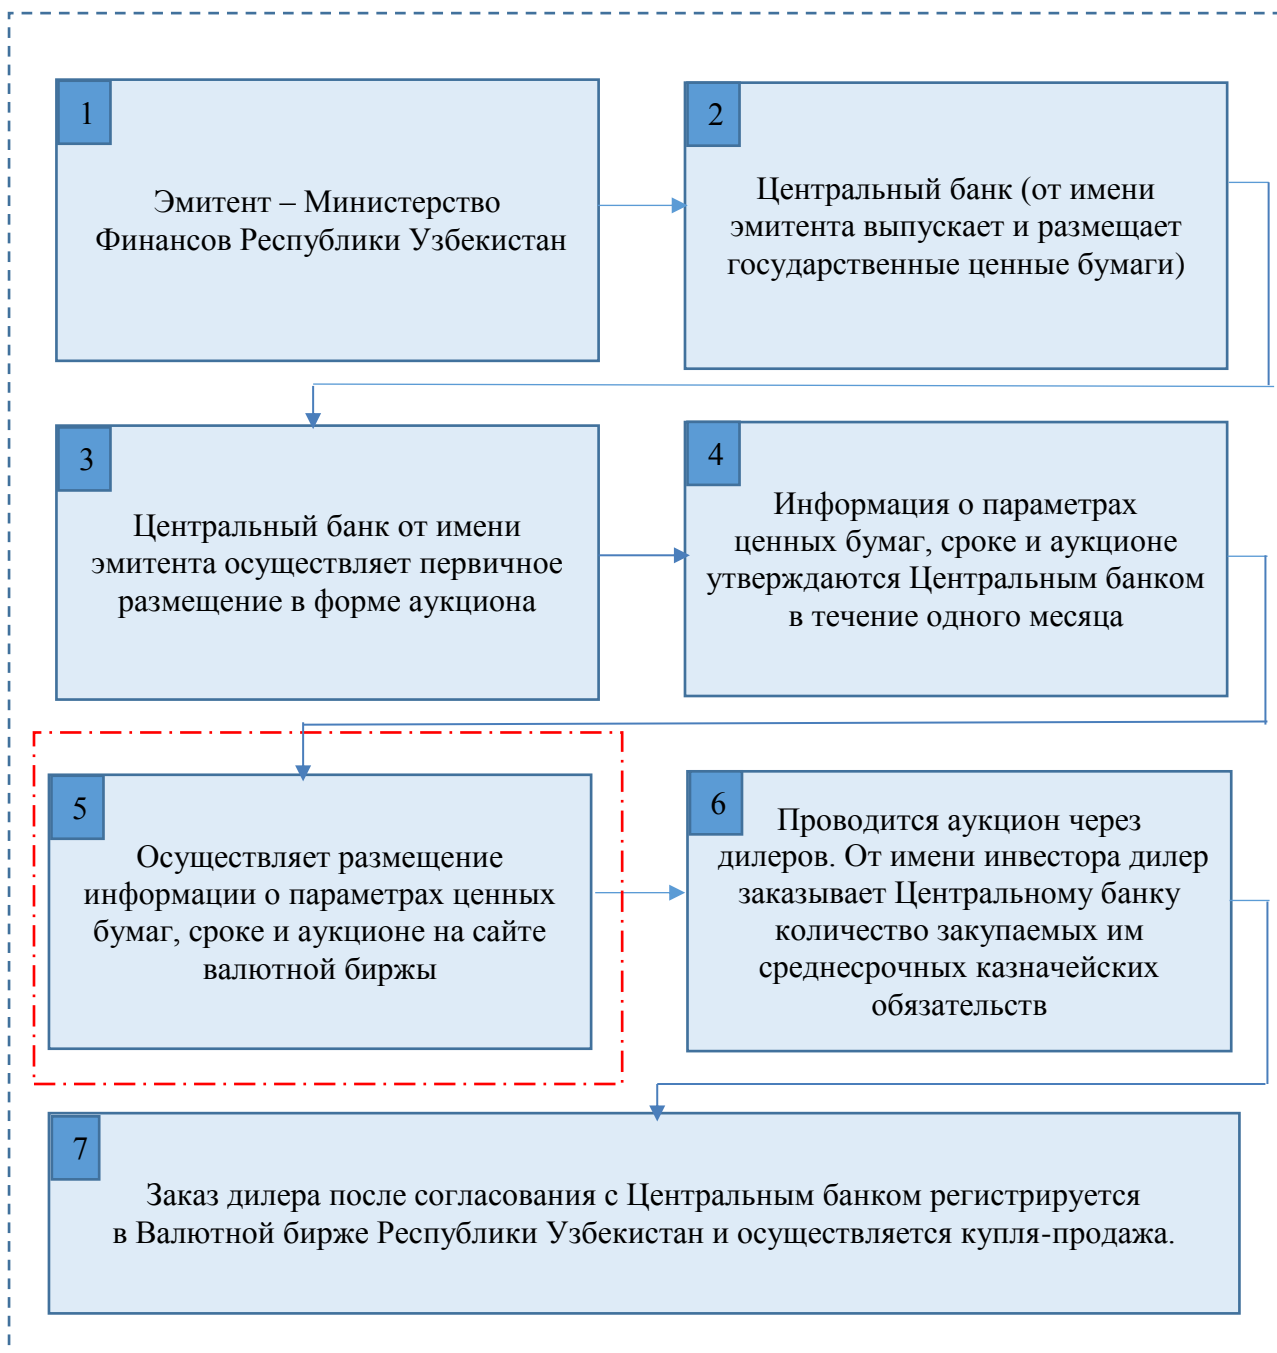 1
Эмитент – Министерство
Финансов Республики Узбекистан
2
Центральный банк (от имени
эмитента выпускает и размещает
государственные ценные бумаги)
3
Центральный банк от имени
эмитента осуществляет первичное
размещение в форме аукциона
4
Информация о параметрах
ценных бумаг, сроке и аукционе
утверждаются Центральным банком
в течение одного месяца
5
Осуществляет размещение
информации о параметрах ценных
бумаг, сроке и аукционе на сайте
валютной биржы
6
Проводится аукцион через
дилеров. От имени инвестора дилер
заказывает Центральному банку
количество закупаемых им
среднесрочных казначейских
обязательств
7
Заказ дилера после согласования с Центральным банком регистрируется
в Валютной бирже Республики Узбекистан и осуществляется купля-продажа.